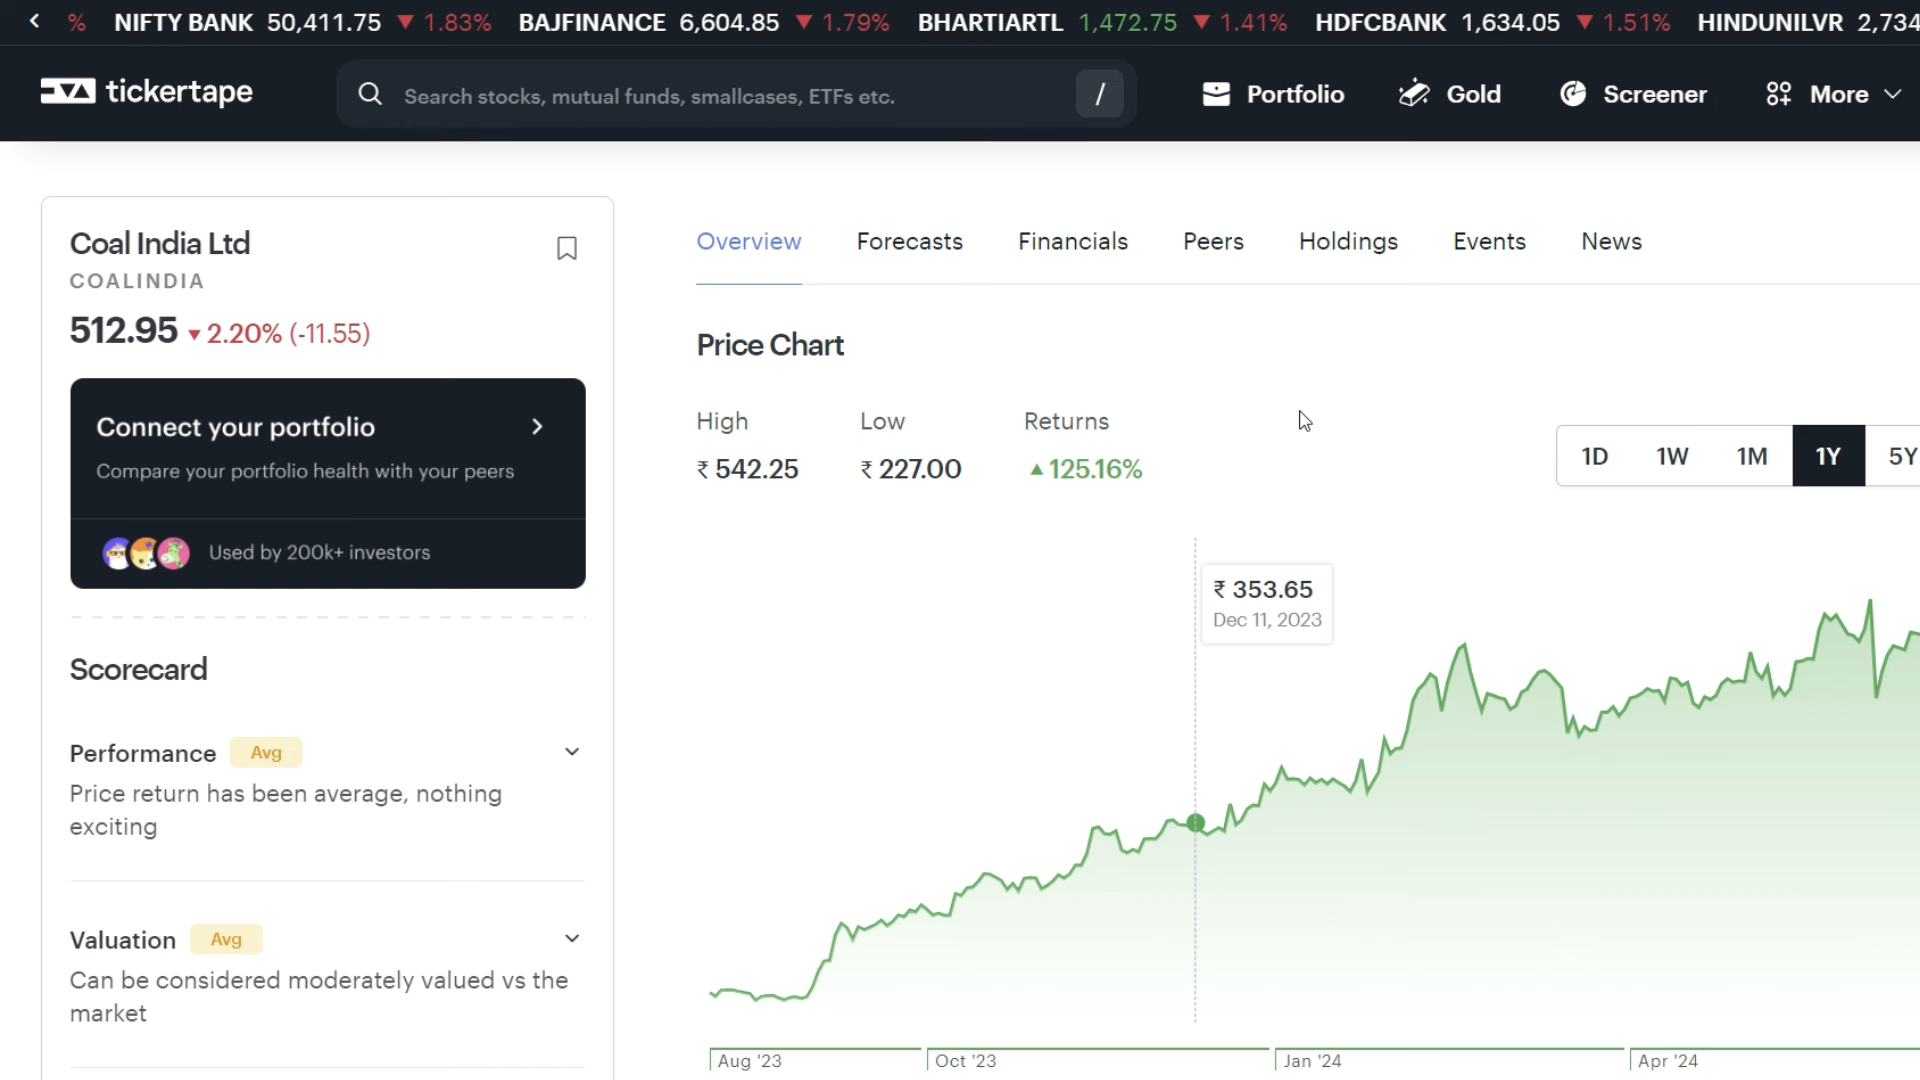 % NIFTY BANK 50,411.75 ▼ 1.83% BAJFINANCE 6,604.85 ▼ 1.79% BHARTIARTL 1,472.75 ▼ 1.41% HDFCBANK 1,634.05 ▼ 1.51% HINDUNILVR 2,734
tickertape
Search stocks, mutual funds, smallcases, ETFs etc. /
Portfolio Gold Screener More
Coal India Ltd
COALINDIA
512.95 ▼ 2.20% (-11.55)
Connect your portfolio
Compare your portfolio health with your peers
Used by 200k+ investors
Scorecard
Performance Avg
Price return has been average, nothing
exciting
Valuation Avg
Can be considered moderately valued vs the
market
Overview Forecasts Financials Peers Holdings Events News
Price Chart
High Low Returns
₹ 542.25 ₹ 227.00 ▲ 125.16%
1D 1W 1M 1Y 5Y
₹ 353.65
Dec 11, 2023
Aug '23 Oct '23 Jan '24 Apr '24